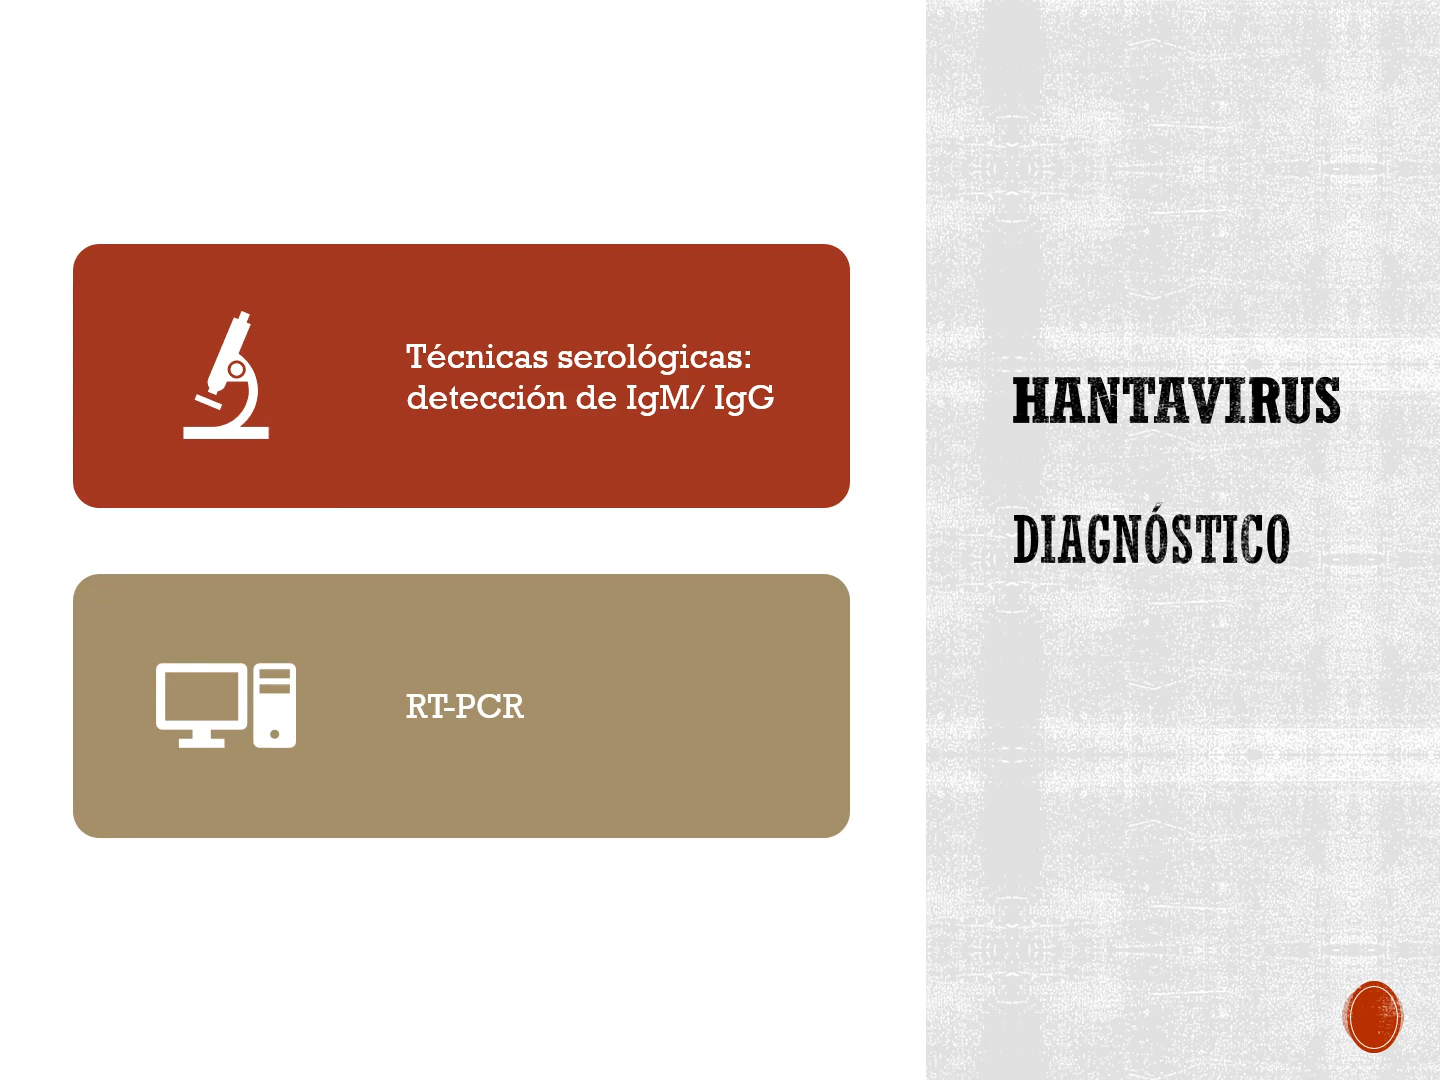 Técnicas serológicas:
detección de IgM/ IgG
RT-PCR
HANTAVIRUS
DIAGNÓSTICO